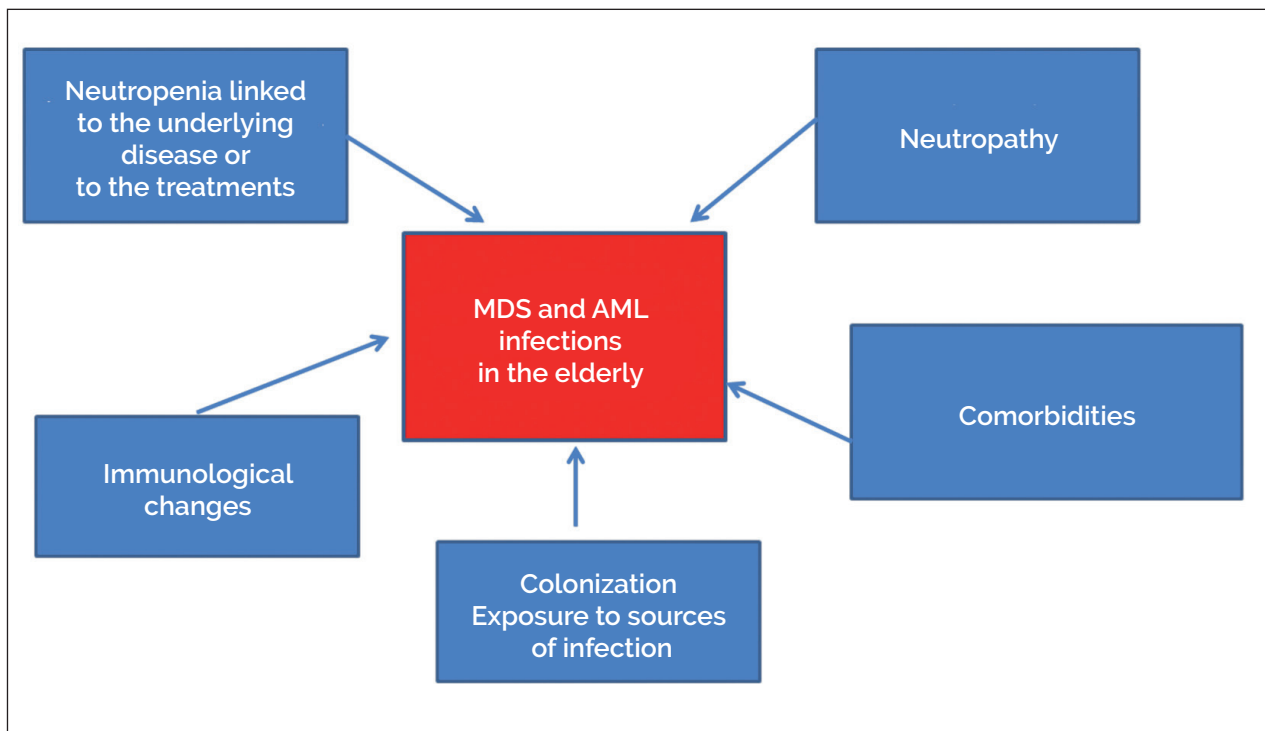 Neutropenia linked
to the underlying
disease or
to the treatments
Neutropathy
MDS and AML
infections
in the elderly
Immunological
changes
Comorbidities
Colonization
Exposure to sources
of infection